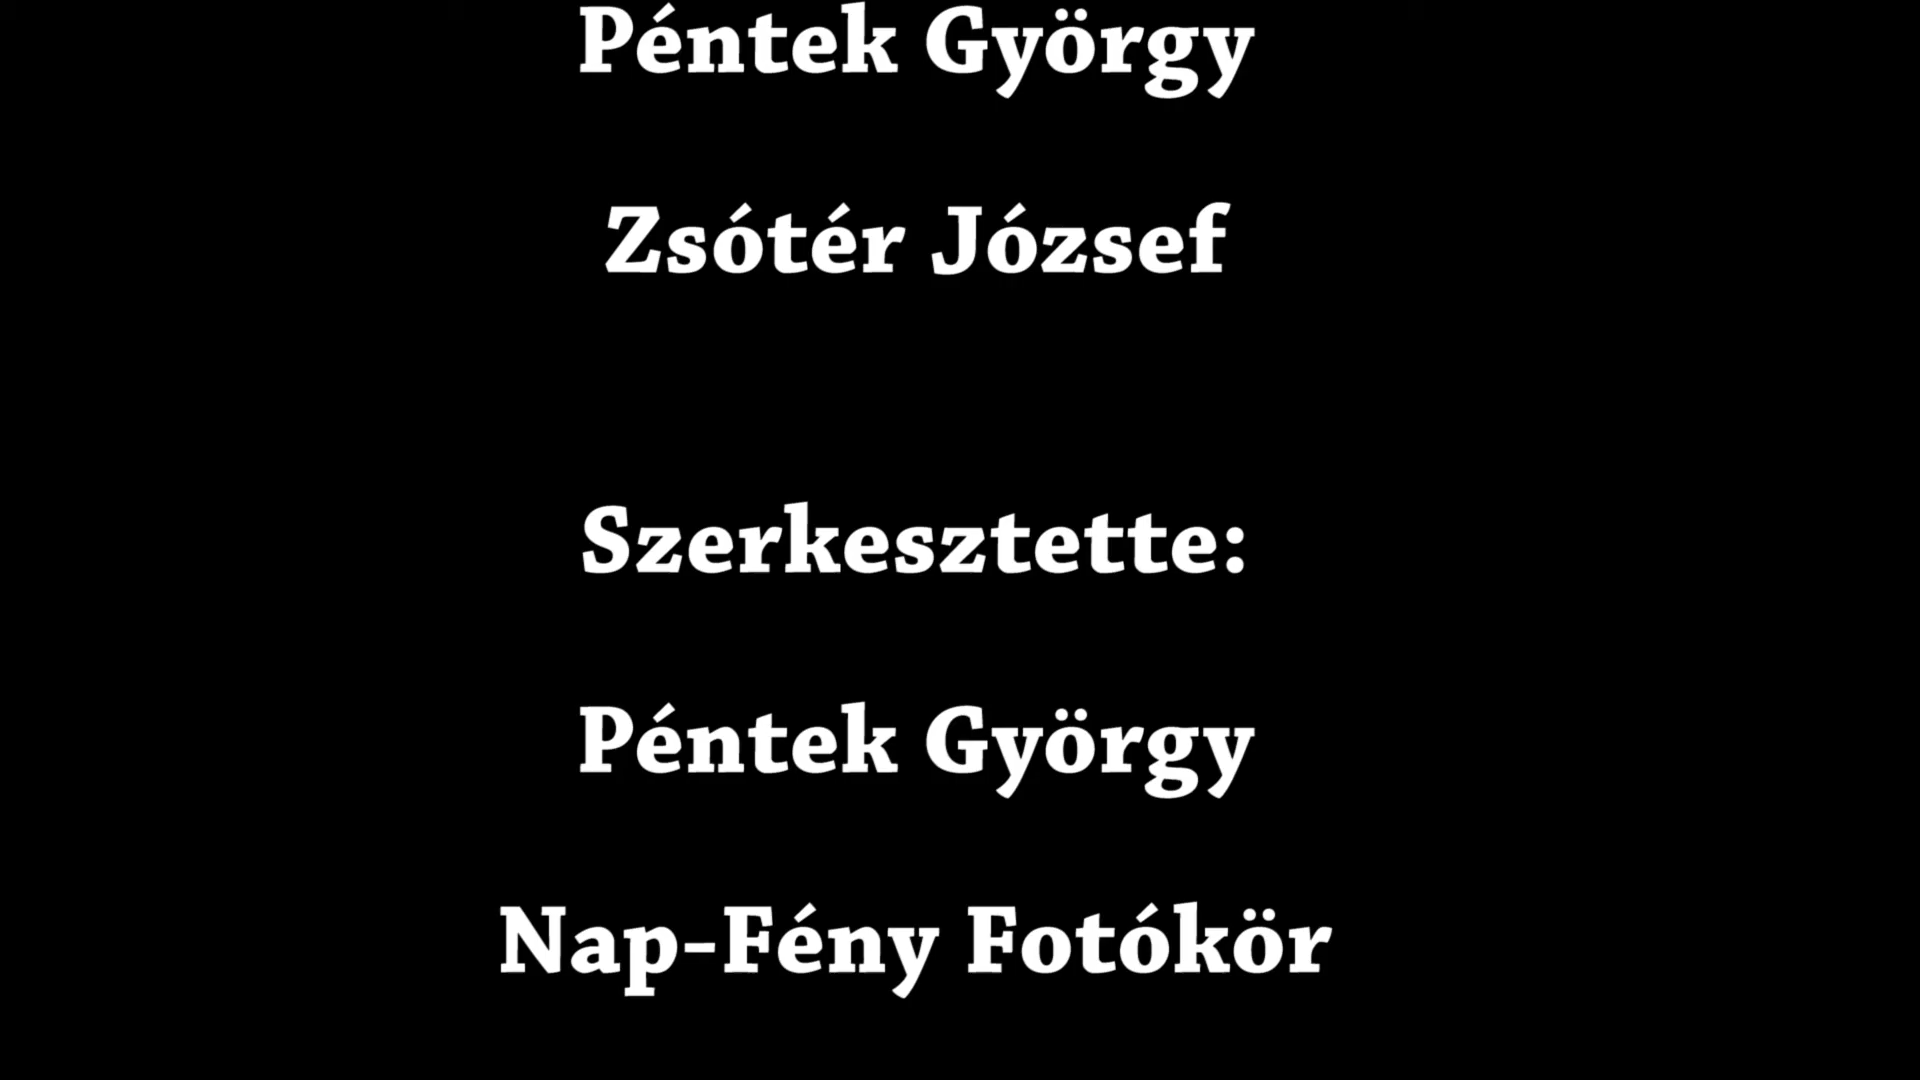 Péntek György
Zsótér József
Szerkesztette:
Péntek György
Nap-Fény Fotókör